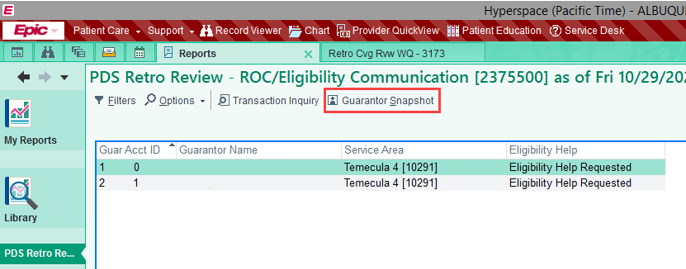 E
Hyperspace (Pacific Time) - ALBUQU
Epic Patient Care Support Record Viewer Chart Provider QuickView Patient Education Service Desk
Reports Retro Cvg Rvw WQ - 3173
PDS Retro Review - ROC/Eligibility Communication [2375500] as of Fri 10/29/202
Filters Options Transaction Inquiry Guarantor Snapshot
My Reports
Library
PDS Retro Re...
Guar Acct ID Guarantor Name Service Area Eligibility Help
1 0 Temecula 4 [10291] Eligibility Help Requested
2 1 Temecula 4 [10291] Eligibility Help Requested